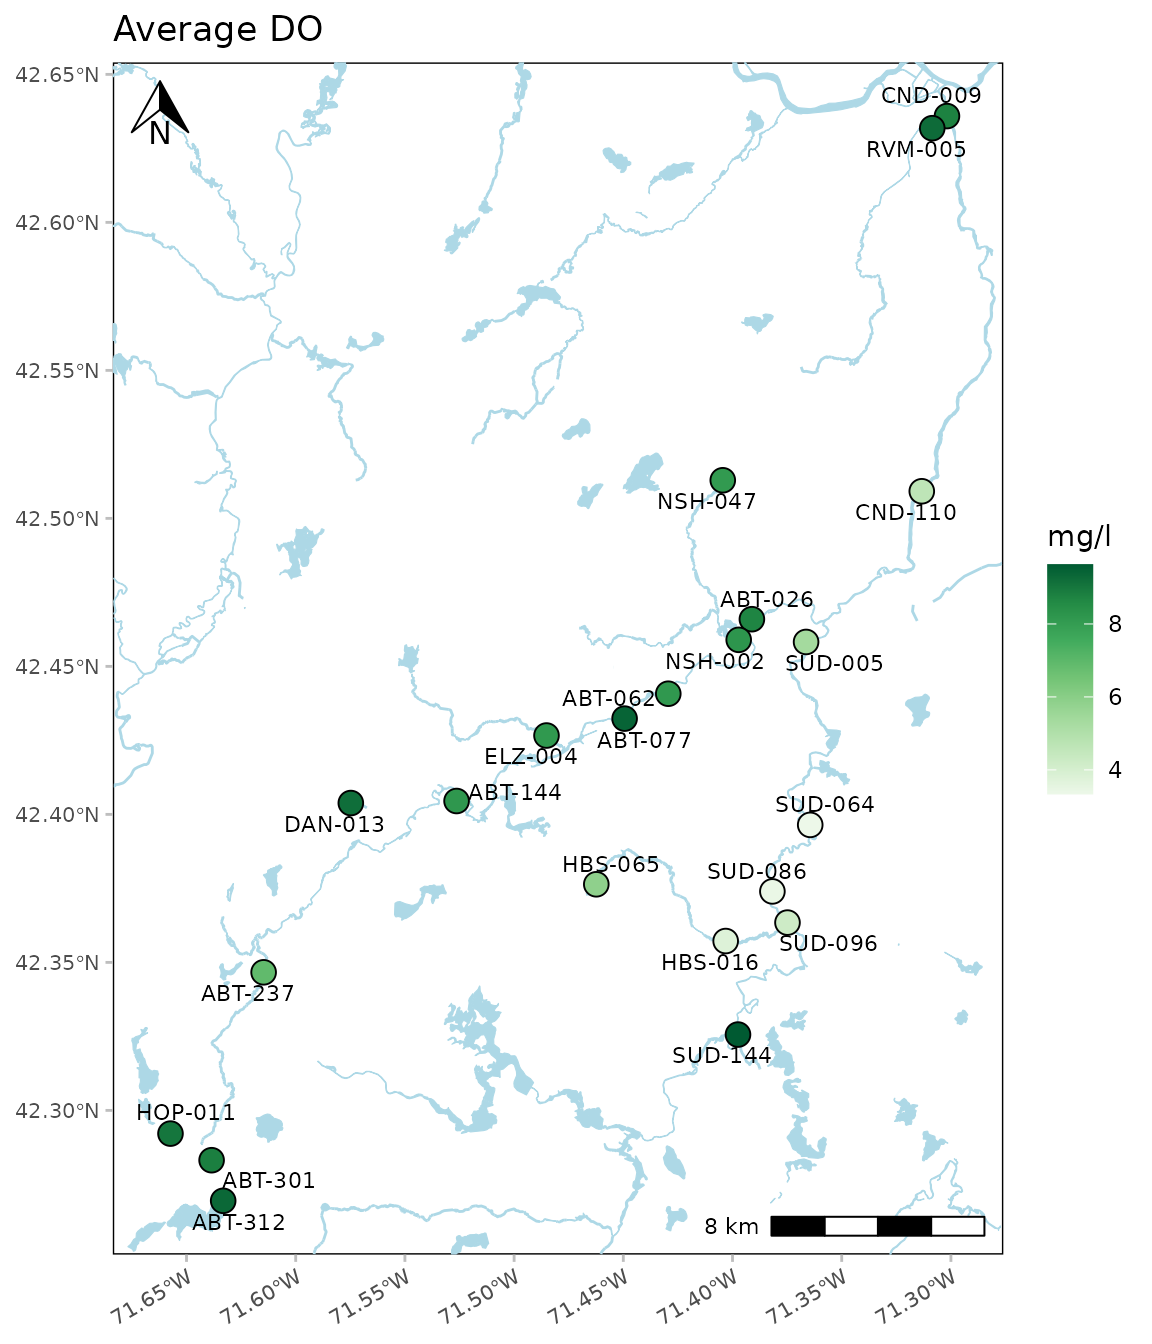 Average DO
42.65°N
42.60°N
42.55°N
42.50°N
42.45°N
42.40°N
42.35°N
42.30°N
N
CND-009
RVM-005
NSH-047
CND-110
ABT-026
NSH-002
SUD-005
ABT-062
ABT-077
ELZ-004
ABT-144
DAN-013
SUD-064
HBS-065
SUD-086
SUD-096
HBS-016
ABT-237
SUD-144
HOP-011
ABT-301
ABT-312
8 km
71.65°W
71.60°W
71.55°W
71.50°W
71.45°W
71.40°W
71.35°W
71.30°W
mg/l
8
6
4